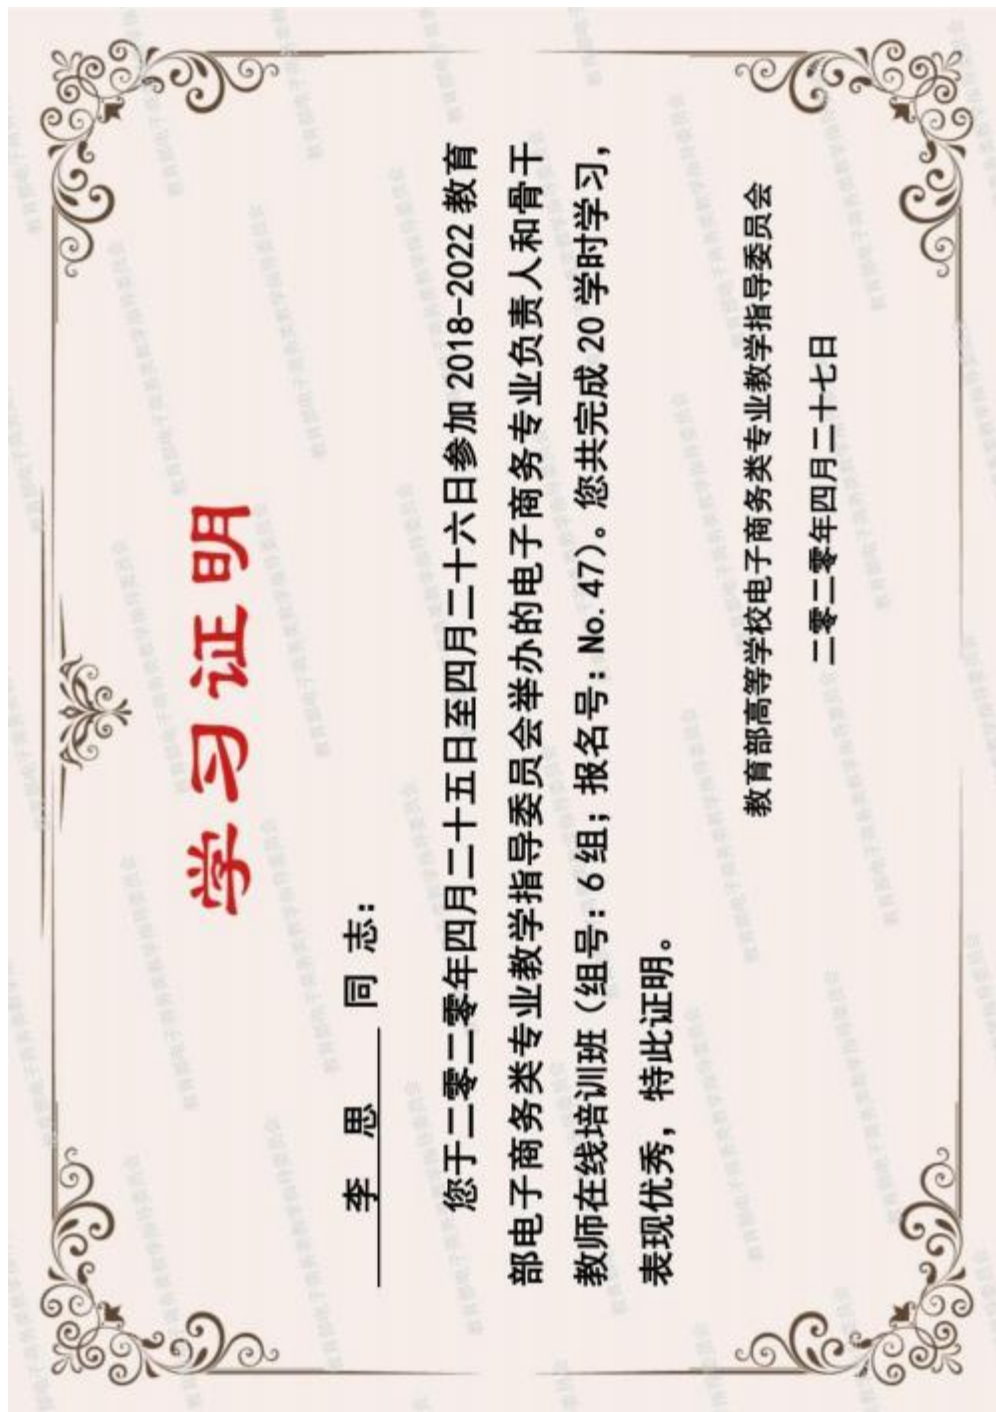 学习证明
李 思 同 志：
您于二零二零年四月二十五日至四月二十六日参加 2018-2022 教育
部电子商务类专业教学指导委员会举办的电子商务专业负责人和骨干
教师在线培训班（组号：6 组；报名号：No. 47）。您共完成 20 学时学习，
表现优秀，特此证明。
教育部高等学校电子商务类专业教学指导委员会
二零二零年四月二十七日